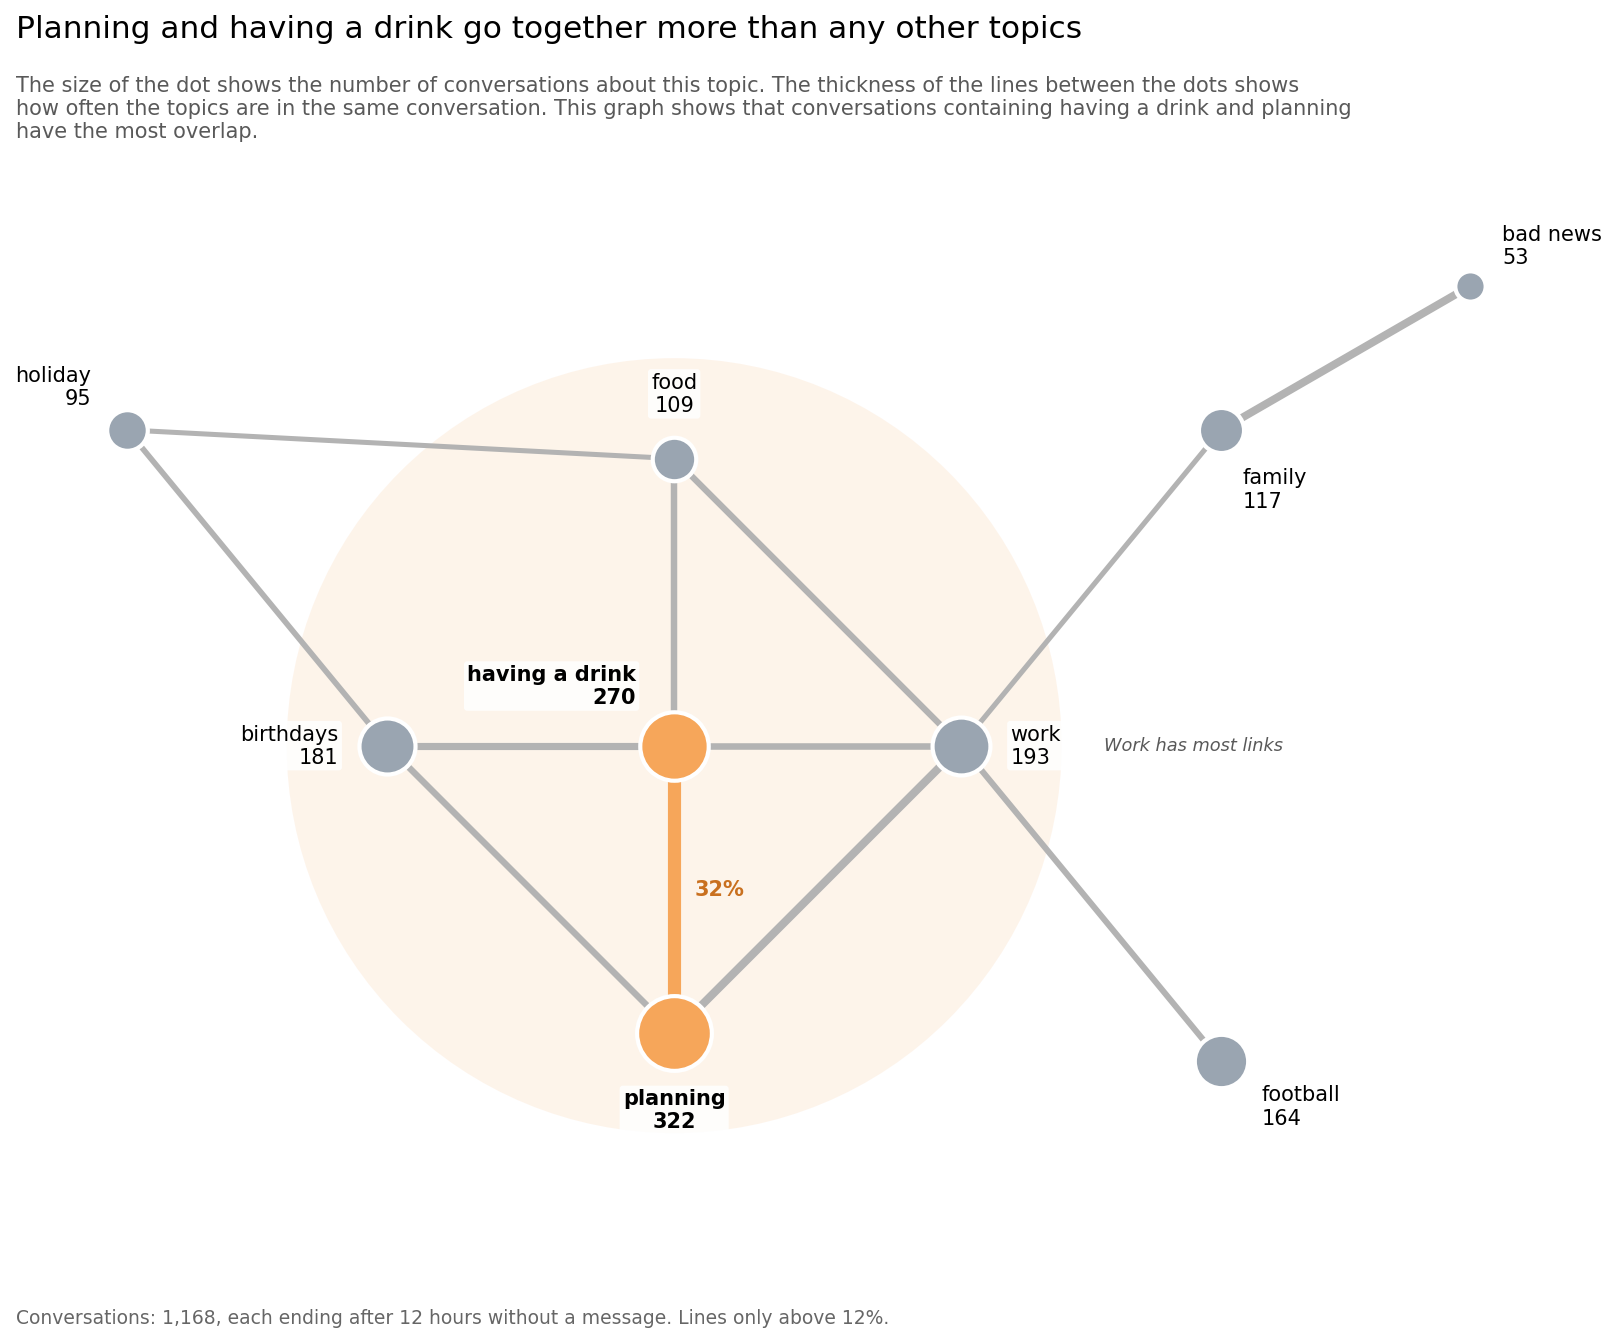 Planning and having a drink go together more than any other topics
The size of the dot shows the number of conversations about this topic. The thickness of the lines between the dots shows
how often the topics are in the same conversation. This graph shows that conversations containing having a drink and planning
have the most overlap.
bad news
53
holiday
95
food
109
family
117
having a drink
270
birthdays
181
work
193
Work has most links
32%
planning
322
football
164
Conversations: 1,168, each ending after 12 hours without a message. Lines only above 12%.